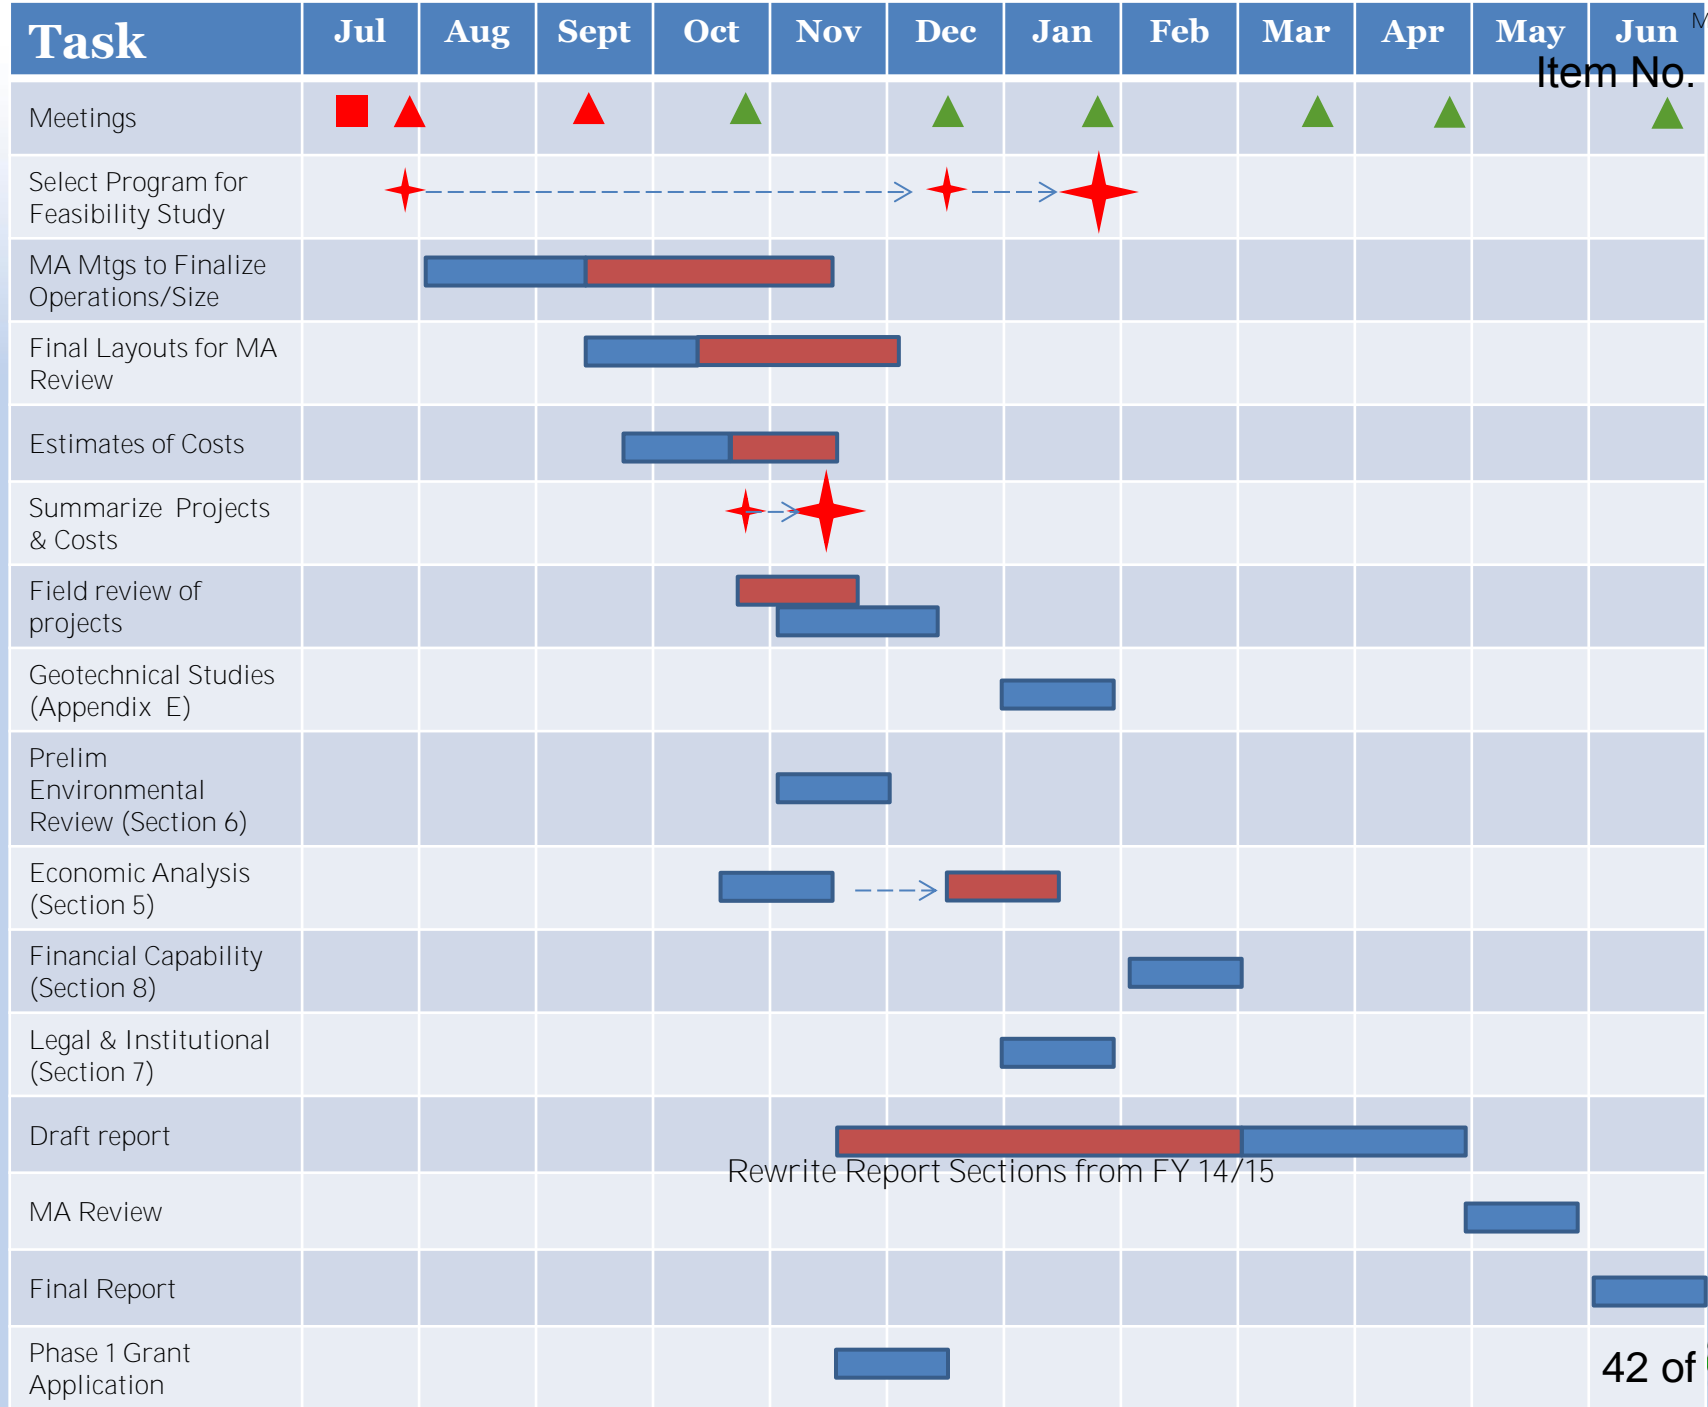 Task Jul Aug Sept Oct Nov Dec Jan Feb Mar Apr May Jun
Item No.
Meetings
Select Program for
Feasibility Study
MA Mtgs to Finalize
Operations/Size
Final Layouts for MA
Review
Estimates of Costs
Summarize Projects
& Costs
Field review of
projects
Geotechnical Studies
(Appendix E)
Prelim
Environmental
Review (Section 6)
Economic Analysis
(Section 5)
Financial Capability
(Section 8)
Legal & Institutional
(Section 7)
Draft report
Rewrite Report Sections from FY 14/15
MA Review
Final Report
Phase 1 Grant
Application
42 of